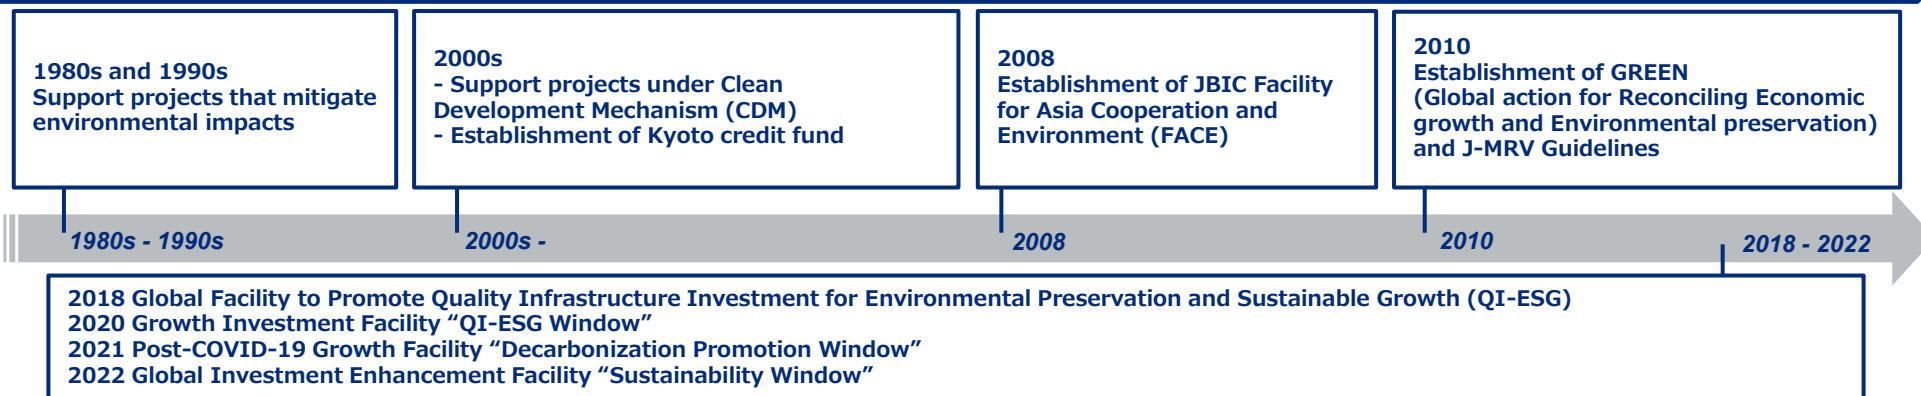 1980s and 1990s
Support projects that mitigate
environmental impacts
2000s
- Support projects under Clean
Development Mechanism (CDM)
- Establishment of Kyoto credit fund
2008
Establishment of JBIC Facility
for Asia Cooperation and
Environment (FACE)
2010
Establishment of GREEN
(Global action for Reconciling Economic
growth and Environmental preservation)
and J-MRV Guidelines
1980s - 1990s
2000s -
2008
2010
2018 - 2022
2018 Global Facility to Promote Quality Infrastructure Investment for Environmental Preservation and Sustainable Growth (QI-ESG)
2020 Growth Investment Facility “QI-ESG Window”
2021 Post-COVID-19 Growth Facility “Decarbonization Promotion Window”
2022 Global Investment Enhancement Facility “Sustainability Window”